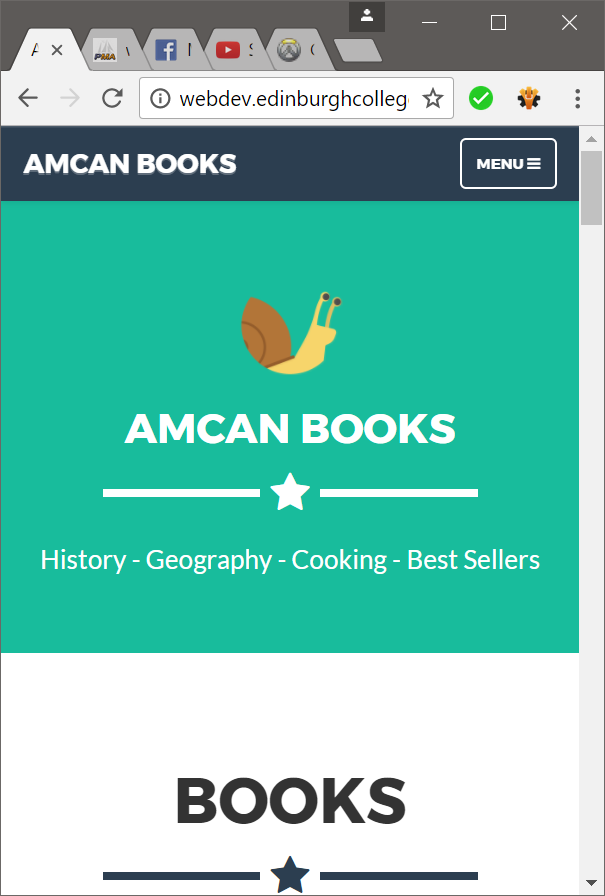 webdev.edinburghcolleg
AMCAN BOOKS
MENU
AMCAN BOOKS
History - Geography - Cooking - Best Sellers
BOOKS